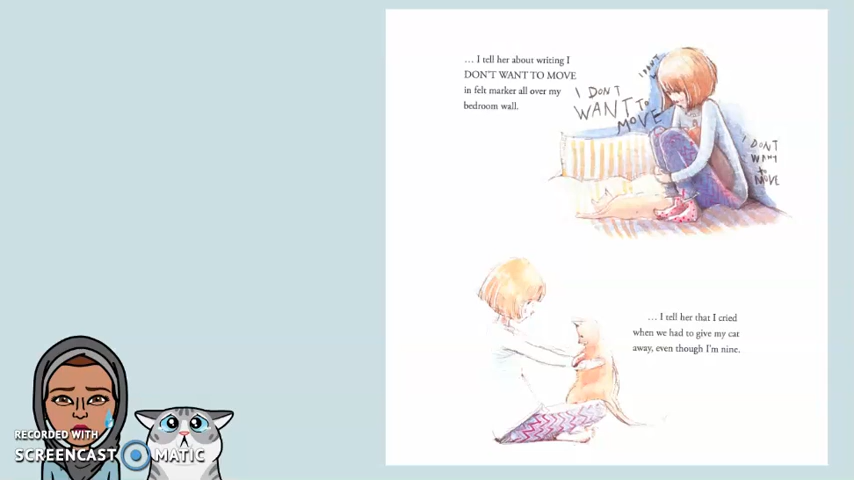 ... I tell her about writing I
DON'T WANT TO MOVE
in felt marker all over my
bedroom wall.
I DON'T
I DON'T
WANT TO
MOVE
I DON'T
WANT
TO
MOVE
... I tell her that I cried
when we had to give my cat
away, even though I'm nine.
RECORDED WITH
SCREENCAST MATIC